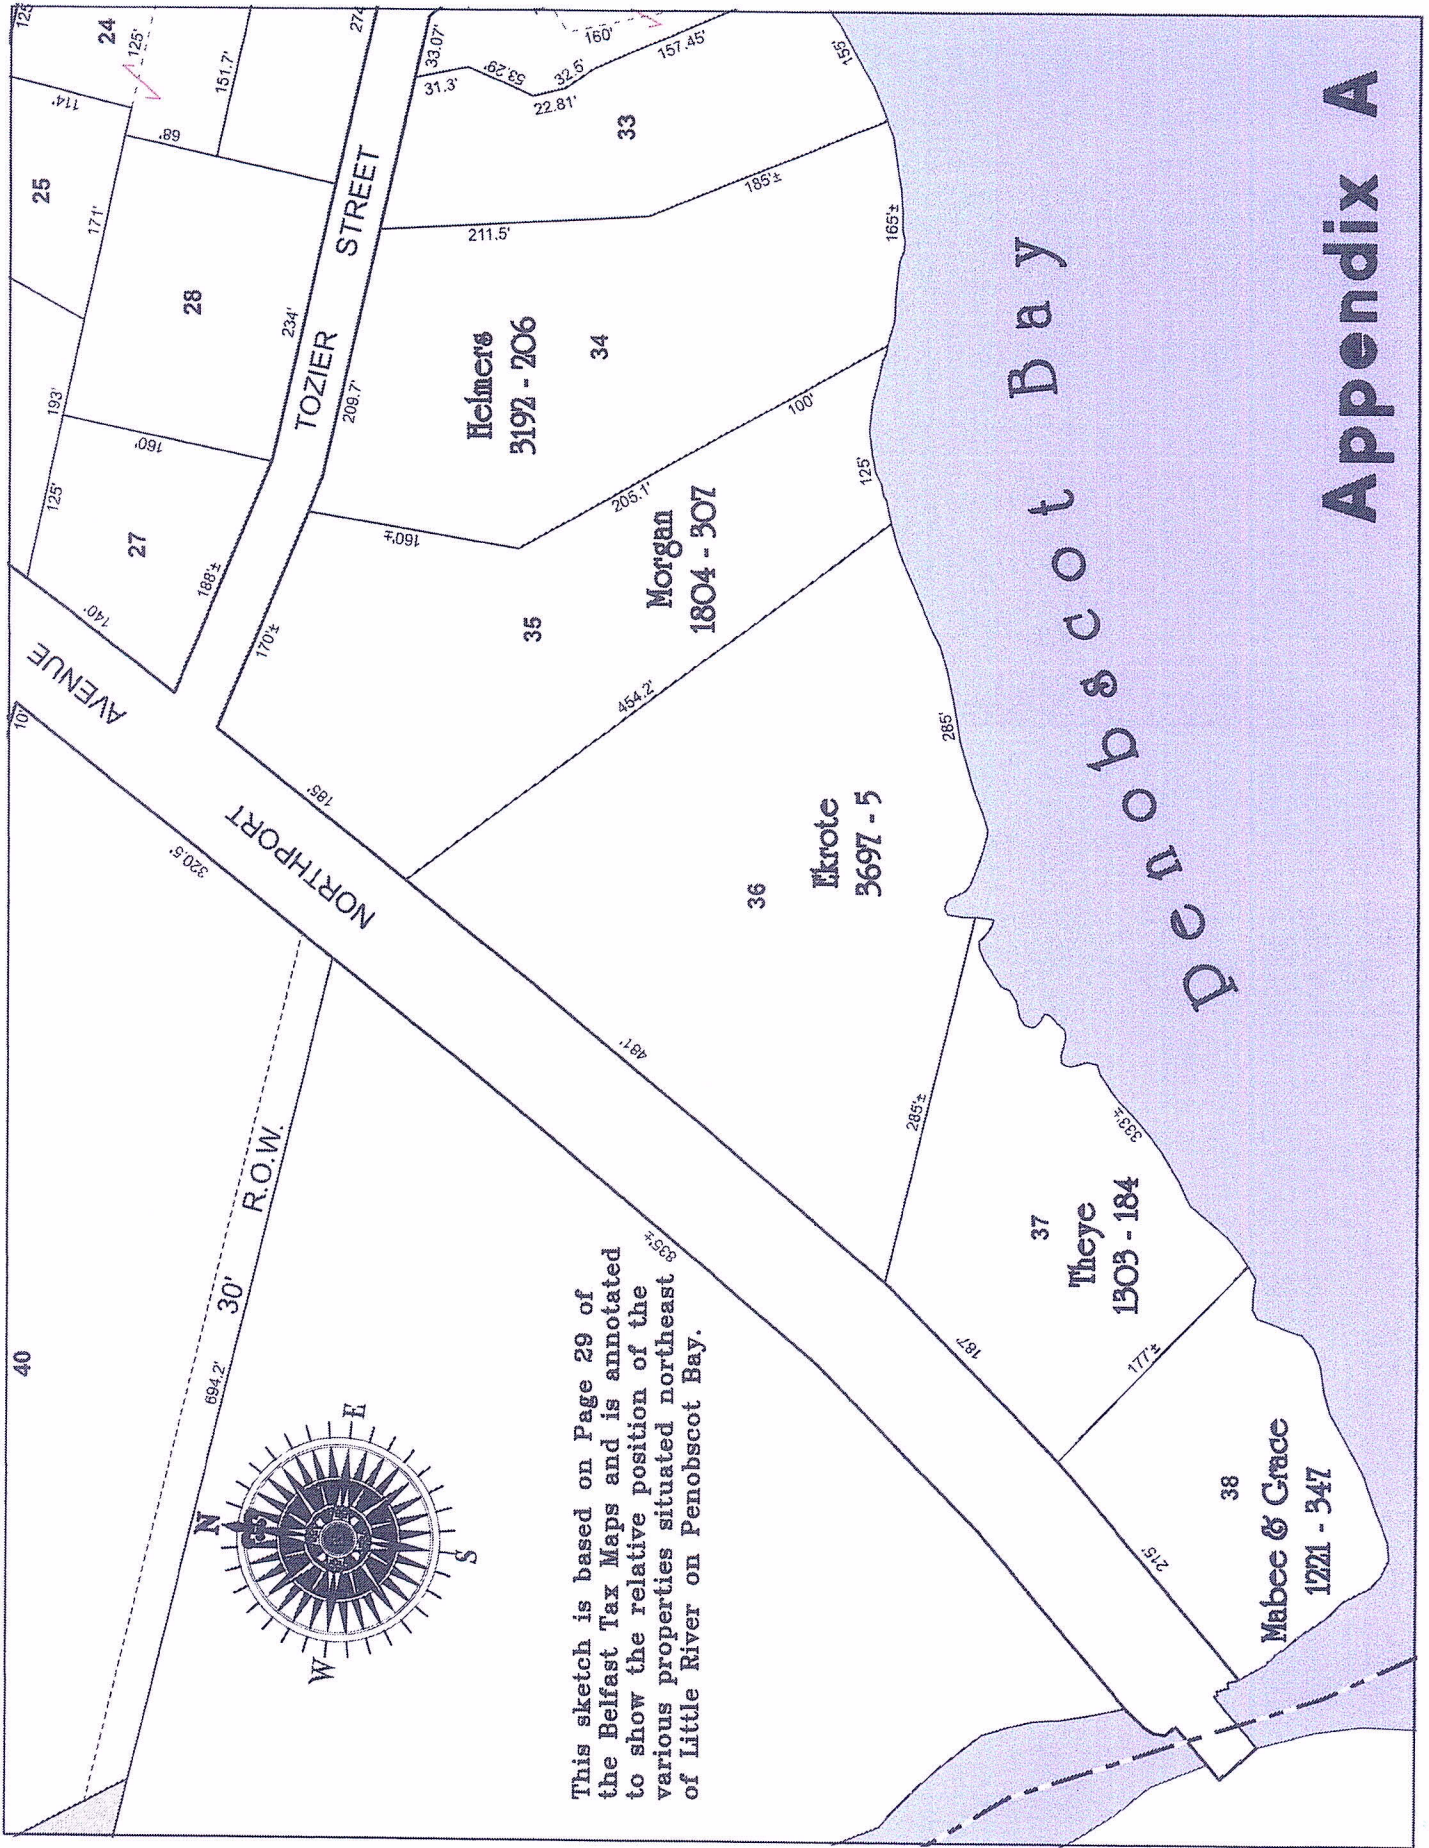 125'
24
125'
114'
25
171'
151.7'
68'
274
28
193'
125'
160'
234'
27
188'±
140'
TOZIER STREET
33.07'
31.3'
53.29'
22.81'
32.5'
160'
157.45'
155'
33
211.5'
185'±
165'±
209.7'
Helmers
3192 - 206
34
160'±
205.1'
100'
170'±
35
Morgan
1804 - 307
125'
10'
NORTHPORT AVENUE
185'
320.5'
454.2'
285'
36
Ekrote
3697 - 5
481'
285'±
333'±
37
Theye
1303 - 184
187'
177'±
835'±
38
Mabee & Grace
1221 - 347
215'
40
694.2'
30' R.O.W.
N
E
S
W
This sketch is based on Page 29 of
the Belfast Tax Maps and is annotated
to show the relative position of the
various properties situated northeast
of Little River on Penobscot Bay.
Penobscot Bay
Appendix A